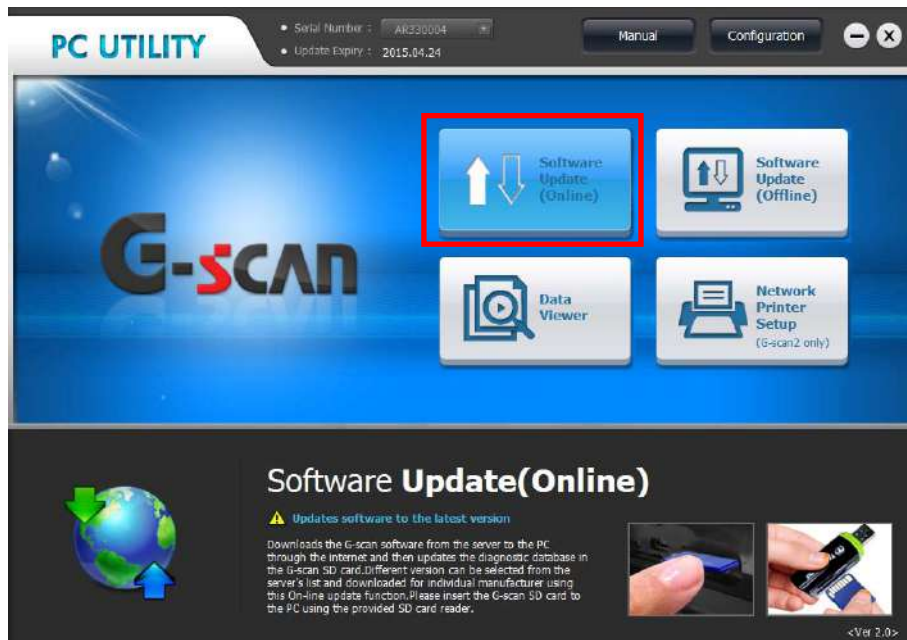 PC UTILITY
Serial Number : AR330004
Update Expiry : 2015.04.24
Manual
Configuration
G-scan
Software
Update
(Online)
Software
Update
(Offline)
Data
Viewer
Network
Printer
Setup
(G-scan2 only)
Software Update(Online)
Updates software to the latest version
Downloads the G-scan software from the server to the PC
through the internet and then updates the diagnostic database in
the G-scan SD card.Different version can be selected from the
server's list and downloaded for individual manufacturer using
this On-line update function.Please insert the G-scan SD card to
the PC using the provided SD card reader.
<Ver 2.0>